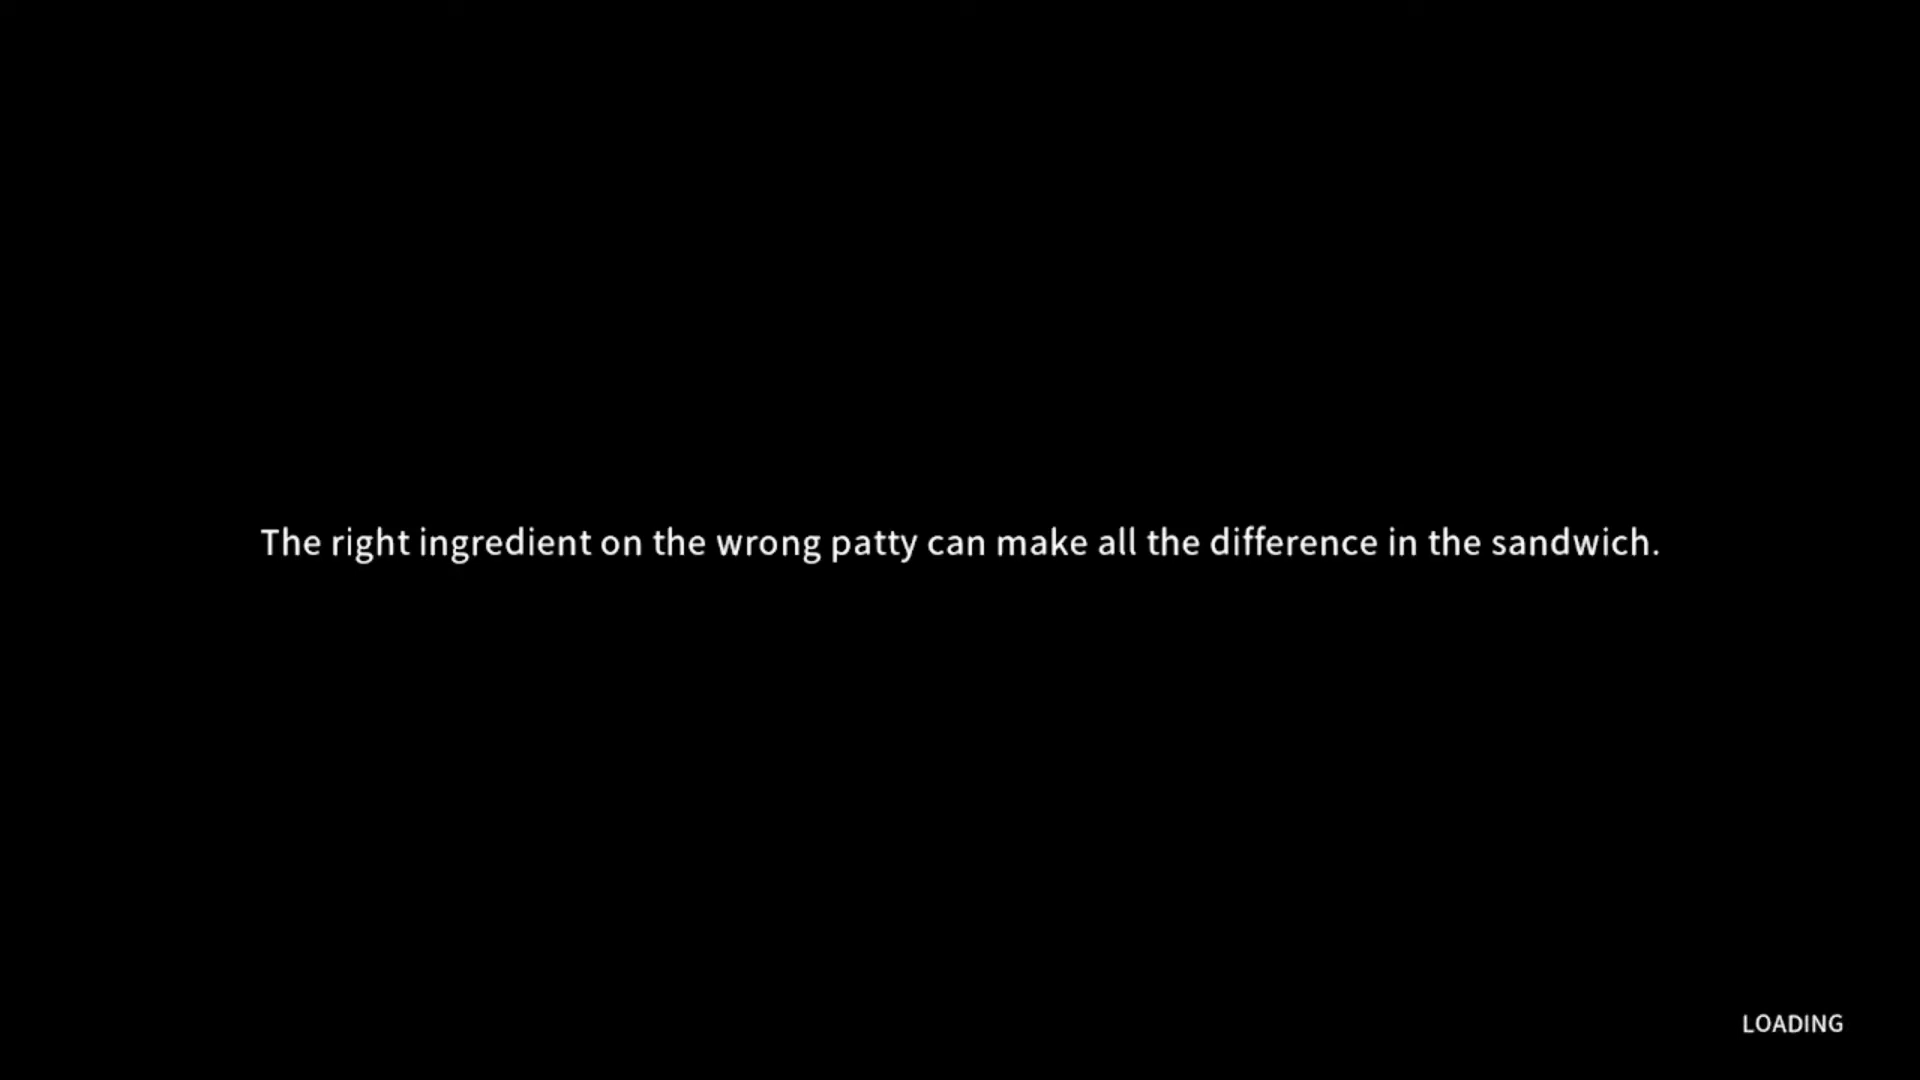 The right ingredient on the wrong patty can make all the difference in the sandwich.
LOADING